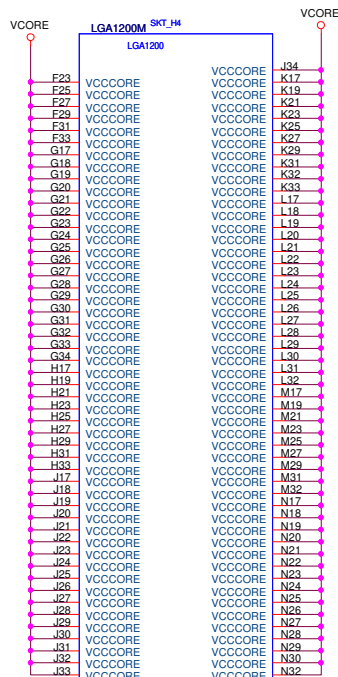 VCORE VCORE
LGA1200M SKT_H4
LGA1200
VCCCORE J34
F23 VCCCORE VCCCORE K17
F25 VCCCORE VCCCORE K19
F27 VCCCORE VCCCORE K21
F29 VCCCORE VCCCORE K23
F31 VCCCORE VCCCORE K25
F33 VCCCORE VCCCORE K27
G17 VCCCORE VCCCORE K29
G18 VCCCORE VCCCORE K31
G19 VCCCORE VCCCORE K32
G20 VCCCORE VCCCORE K33
G21 VCCCORE VCCCORE L17
G22 VCCCORE VCCCORE L18
G23 VCCCORE VCCCORE L19
G24 VCCCORE VCCCORE L20
G25 VCCCORE VCCCORE L21
G26 VCCCORE VCCCORE L22
G27 VCCCORE VCCCORE L23
G28 VCCCORE VCCCORE L24
G29 VCCCORE VCCCORE L25
G30 VCCCORE VCCCORE L26
G31 VCCCORE VCCCORE L27
G32 VCCCORE VCCCORE L28
G33 VCCCORE VCCCORE L29
G34 VCCCORE VCCCORE L30
H17 VCCCORE VCCCORE L31
H19 VCCCORE VCCCORE L32
H21 VCCCORE VCCCORE M17
H23 VCCCORE VCCCORE M19
H25 VCCCORE VCCCORE M21
H27 VCCCORE VCCCORE M23
H29 VCCCORE VCCCORE M25
H31 VCCCORE VCCCORE M27
H33 VCCCORE VCCCORE M29
J17 VCCCORE VCCCORE M31
J18 VCCCORE VCCCORE M32
J19 VCCCORE VCCCORE N17
J20 VCCCORE VCCCORE N18
J21 VCCCORE VCCCORE N19
J22 VCCCORE VCCCORE N20
J23 VCCCORE VCCCORE N21
J24 VCCCORE VCCCORE N22
J25 VCCCORE VCCCORE N23
J26 VCCCORE VCCCORE N24
J27 VCCCORE VCCCORE N25
J28 VCCCORE VCCCORE N26
J29 VCCCORE VCCCORE N27
J30 VCCCORE VCCCORE N28
J31 VCCCORE VCCCORE N29
J32 VCCCORE VCCCORE N30
J33 VCCCORE VCCCORE N32